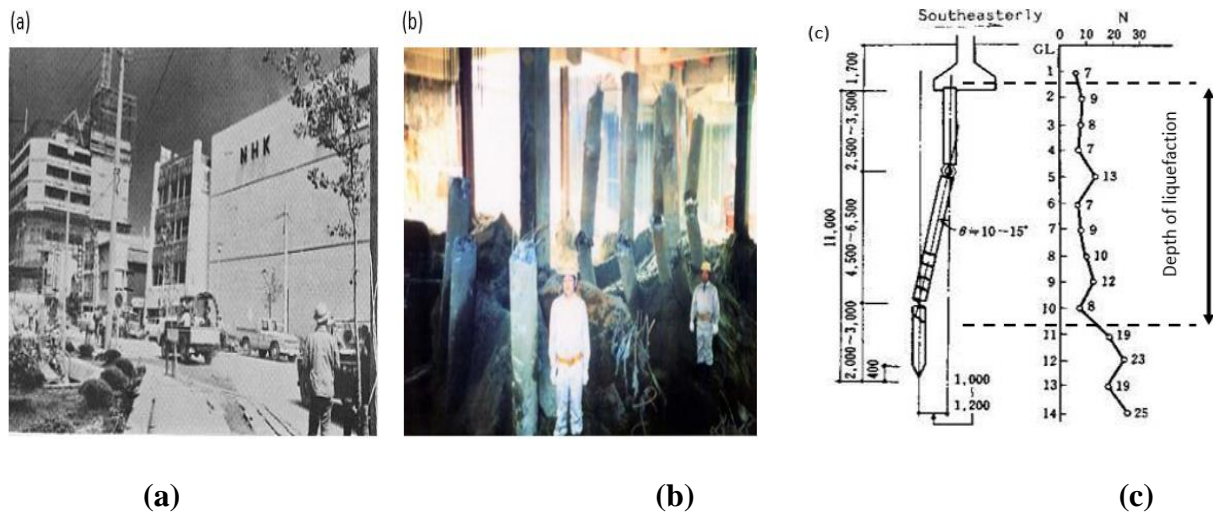 (a)
NHK
(b)
(c)
Southeasterly
N
GL
0 10 20 30
1,700
2,500~3,500
4,500~6,500
2,000~3,000
11,000
400
θ≒10~15°
1,000
~
1,200
1 7
2 9
3 8
4 7
5 13
6 7
7 9
8 10
9 12
10 8
11 19
12 23
13 19
14 25
Depth of liquefaction
(a) (b) (c)